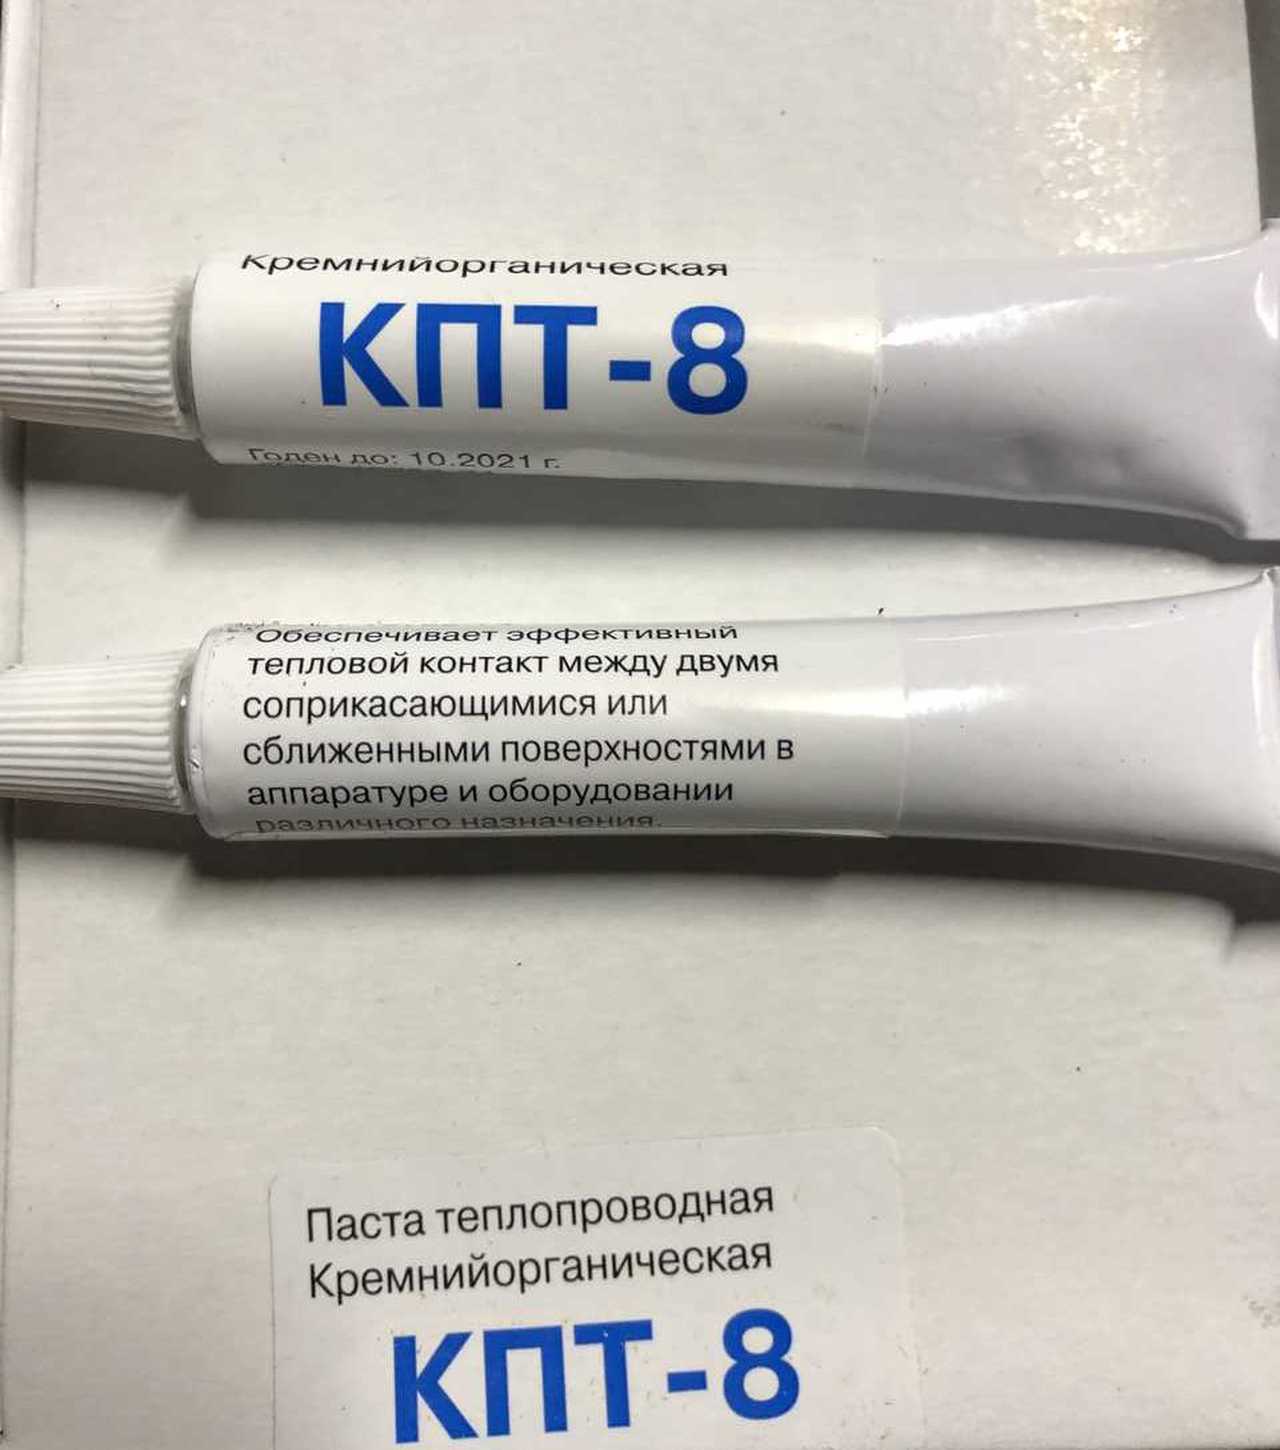 Кремнийорганическая
КПТ-8
Годен до: 10.2021 г.
Обеспечивает эффективный
тепловой контакт между двумя
соприкасающимися или
сближенными поверхностями в
аппаратуре и оборудовании
различного назначения.
Паста теплопроводная
Кремнийорганическая
КПТ-8